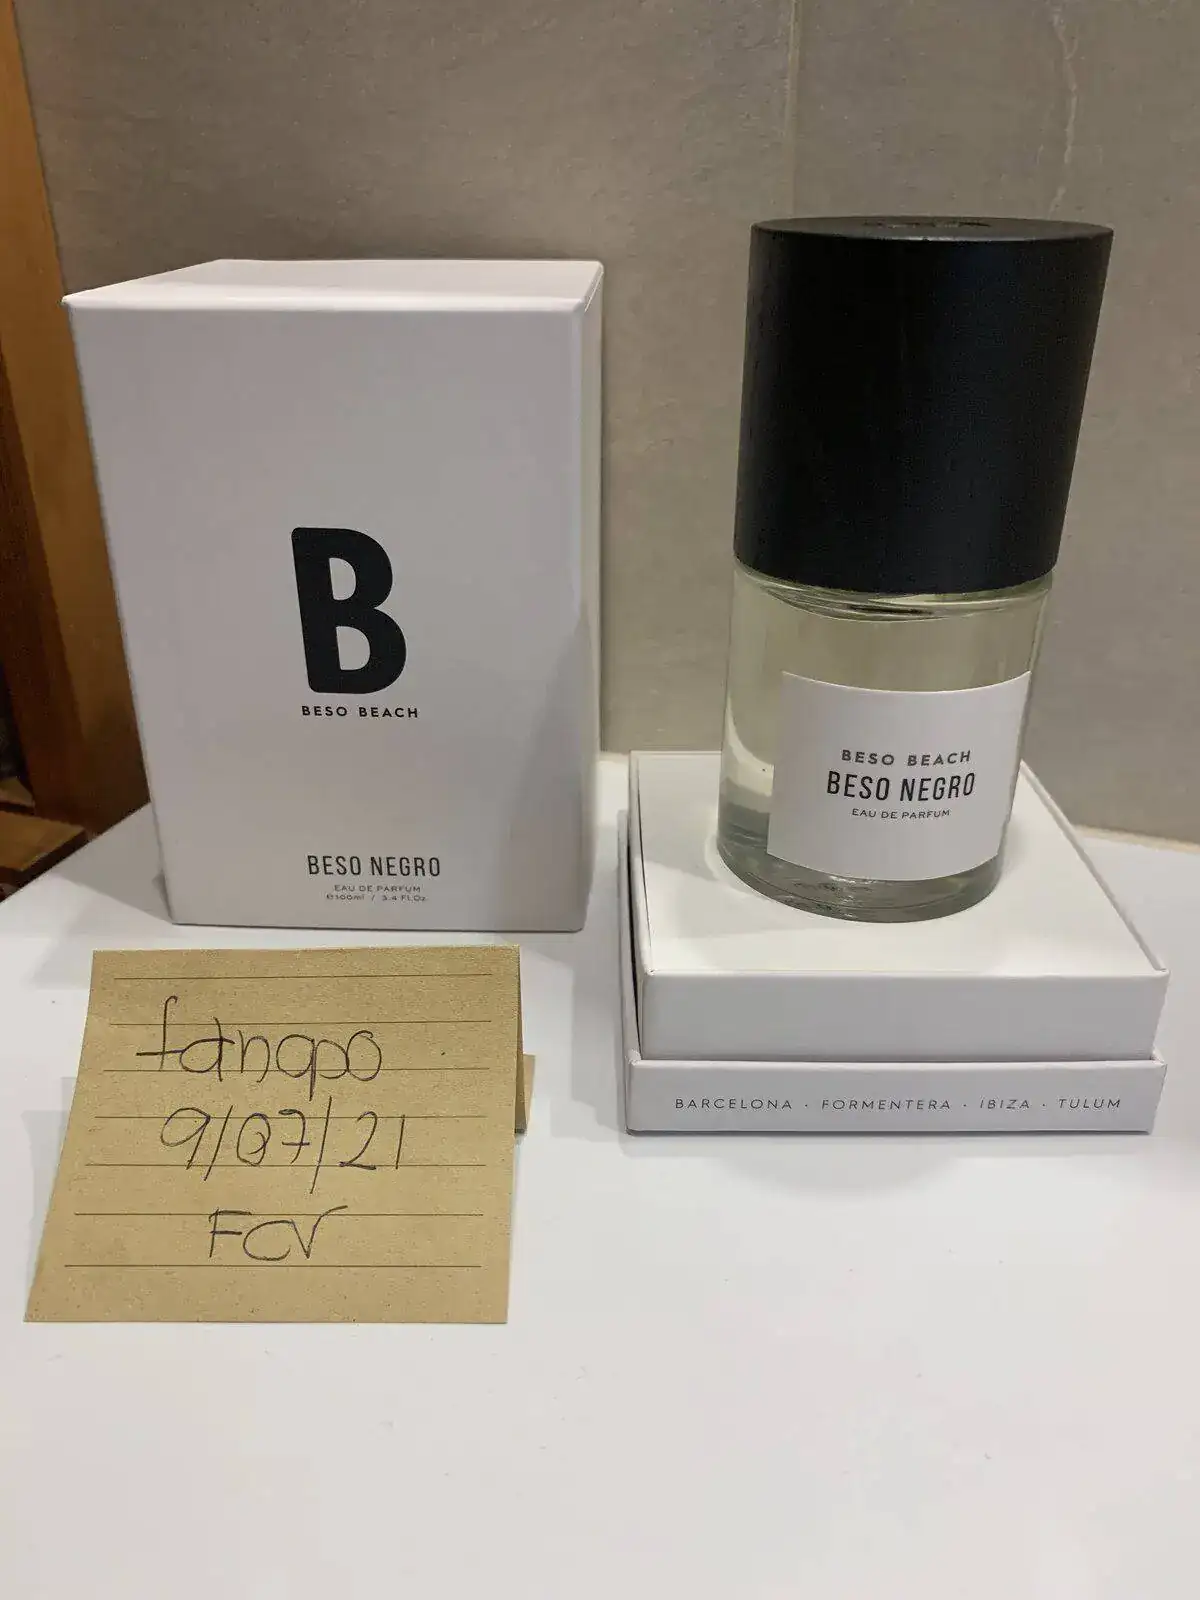 B
BESO BEACH
BESO NEGRO
EAU DE PARFUM
℮100ml / 3.4 FL.Oz.
BESO BEACH
BESO NEGRO
EAU DE PARFUM
BARCELONA · FORMENTERA · IBIZA · TULUM
fanapo
9/07/21
FCV